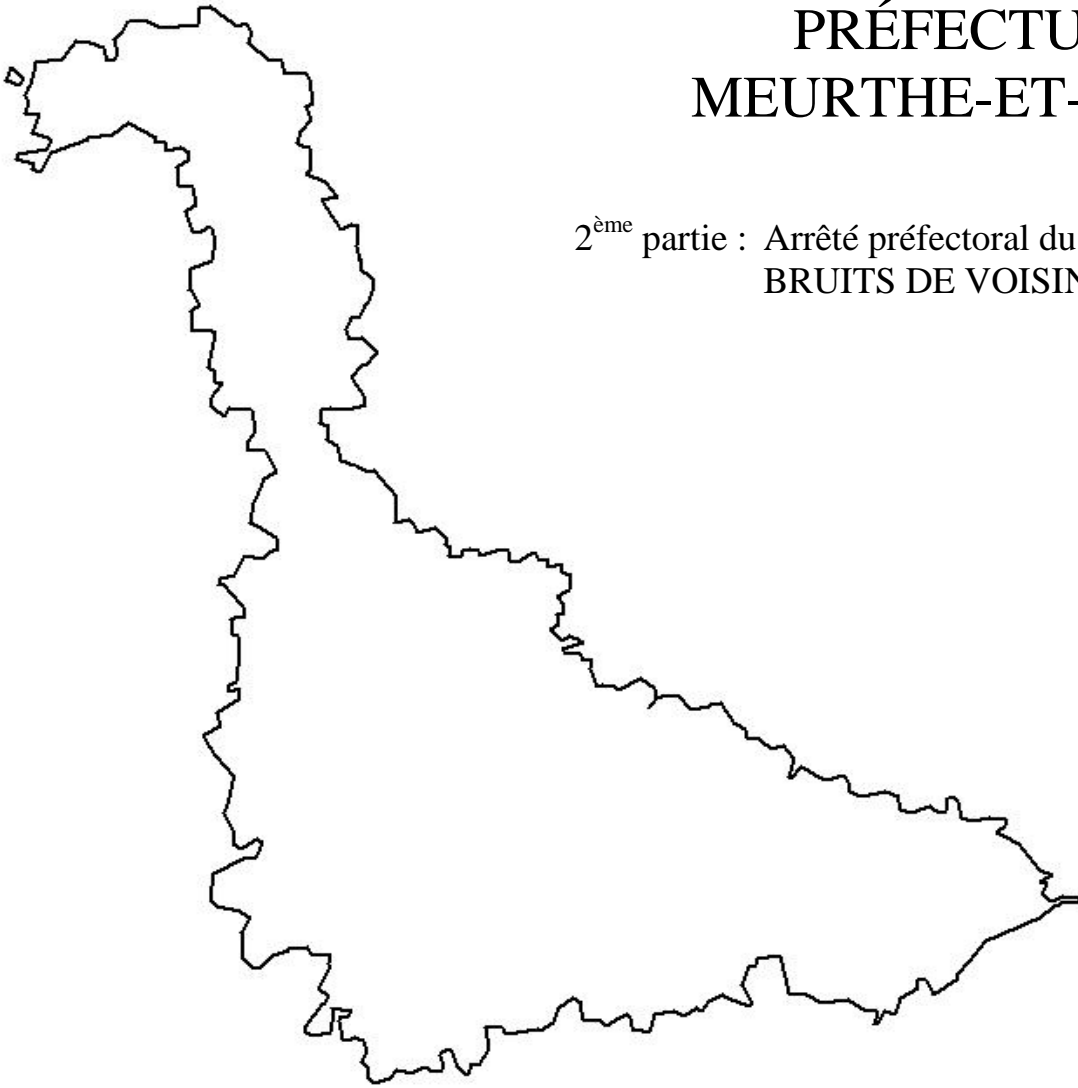 PRÉFECTU
MEURTHE-ET-
2ème partie : Arrêté préfectoral du
BRUITS DE VOISIN